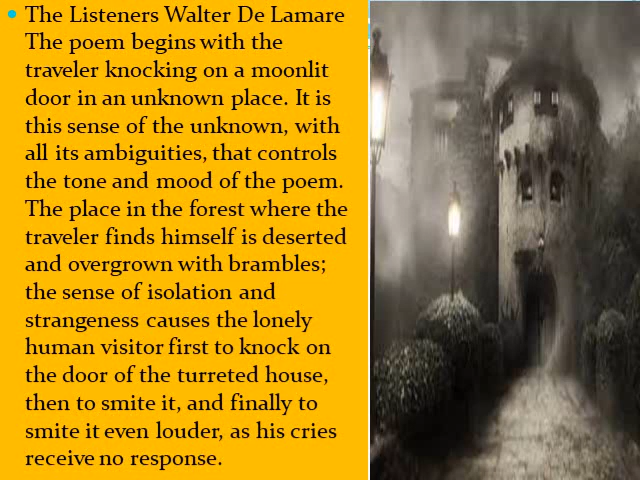 The Listeners Walter De Lamare
The poem begins with the
traveler knocking on a moonlit
door in an unknown place. It is
this sense of the unknown, with
all its ambiguities, that controls
the tone and mood of the poem.
The place in the forest where the
traveler finds himself is deserted
and overgrown with brambles;
the sense of isolation and
strangeness causes the lonely
human visitor first to knock on
the door of the turreted house,
then to smite it, and finally to
smite it even louder, as his cries
receive no response.